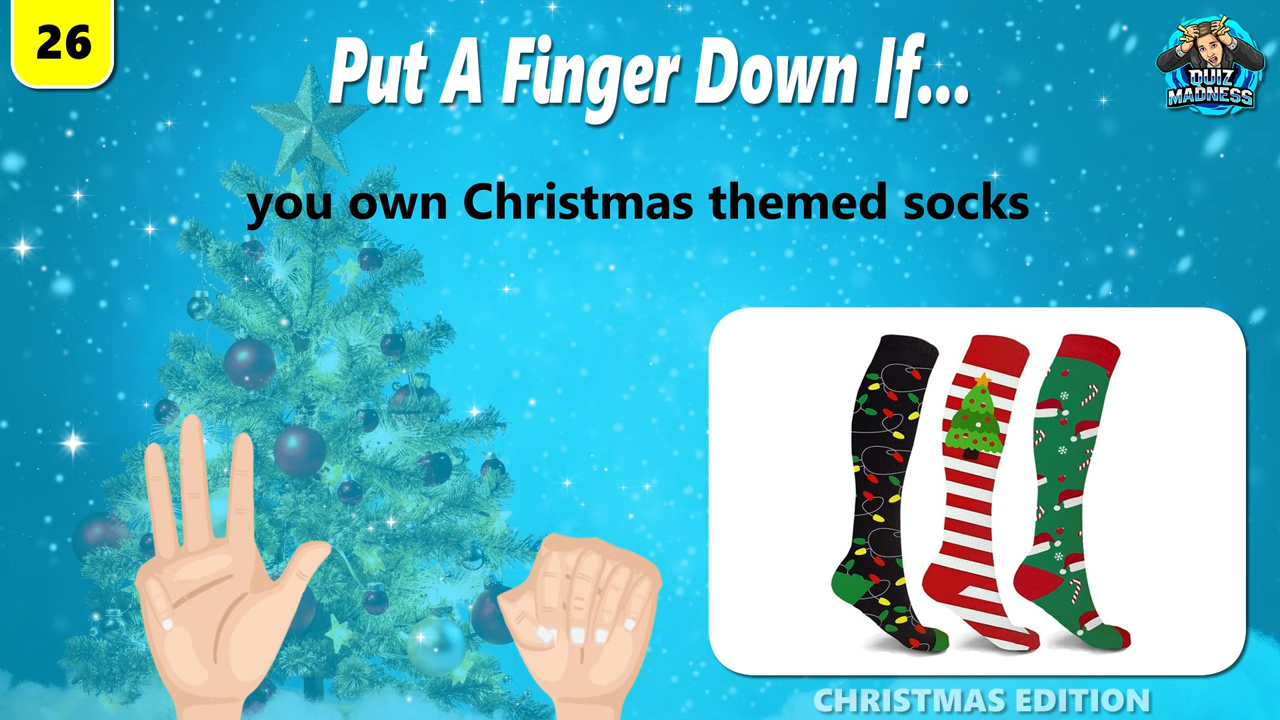 26
Put A Finger Down If...
QUIZ
MADNESS
you own Christmas themed socks
CHRISTMAS EDITION